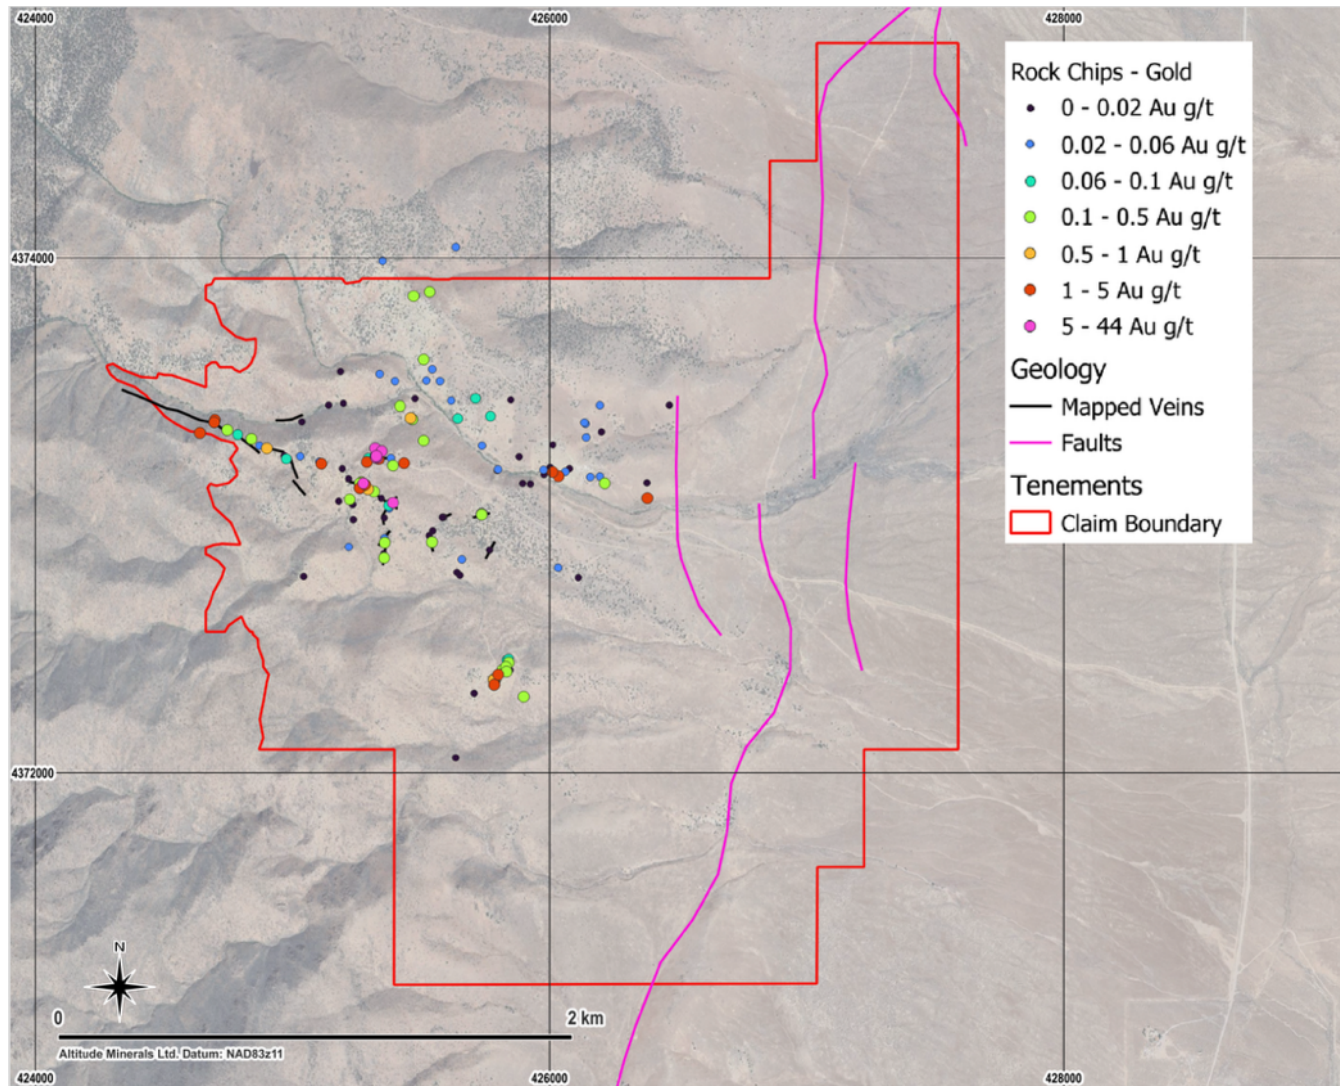 424000
426000
428000
Rock Chips - Gold
0 - 0.02 Au g/t
0.02 - 0.06 Au g/t
0.06 - 0.1 Au g/t
0.1 - 0.5 Au g/t
0.5 - 1 Au g/t
1 - 5 Au g/t
5 - 44 Au g/t
Geology
Mapped Veins
Faults
Tenements
Claim Boundary
4374000
4374000
4372000
4372000
N
0
2 km
Altitude Minerals Ltd. Datum: NAD83z11
424000
426000
428000